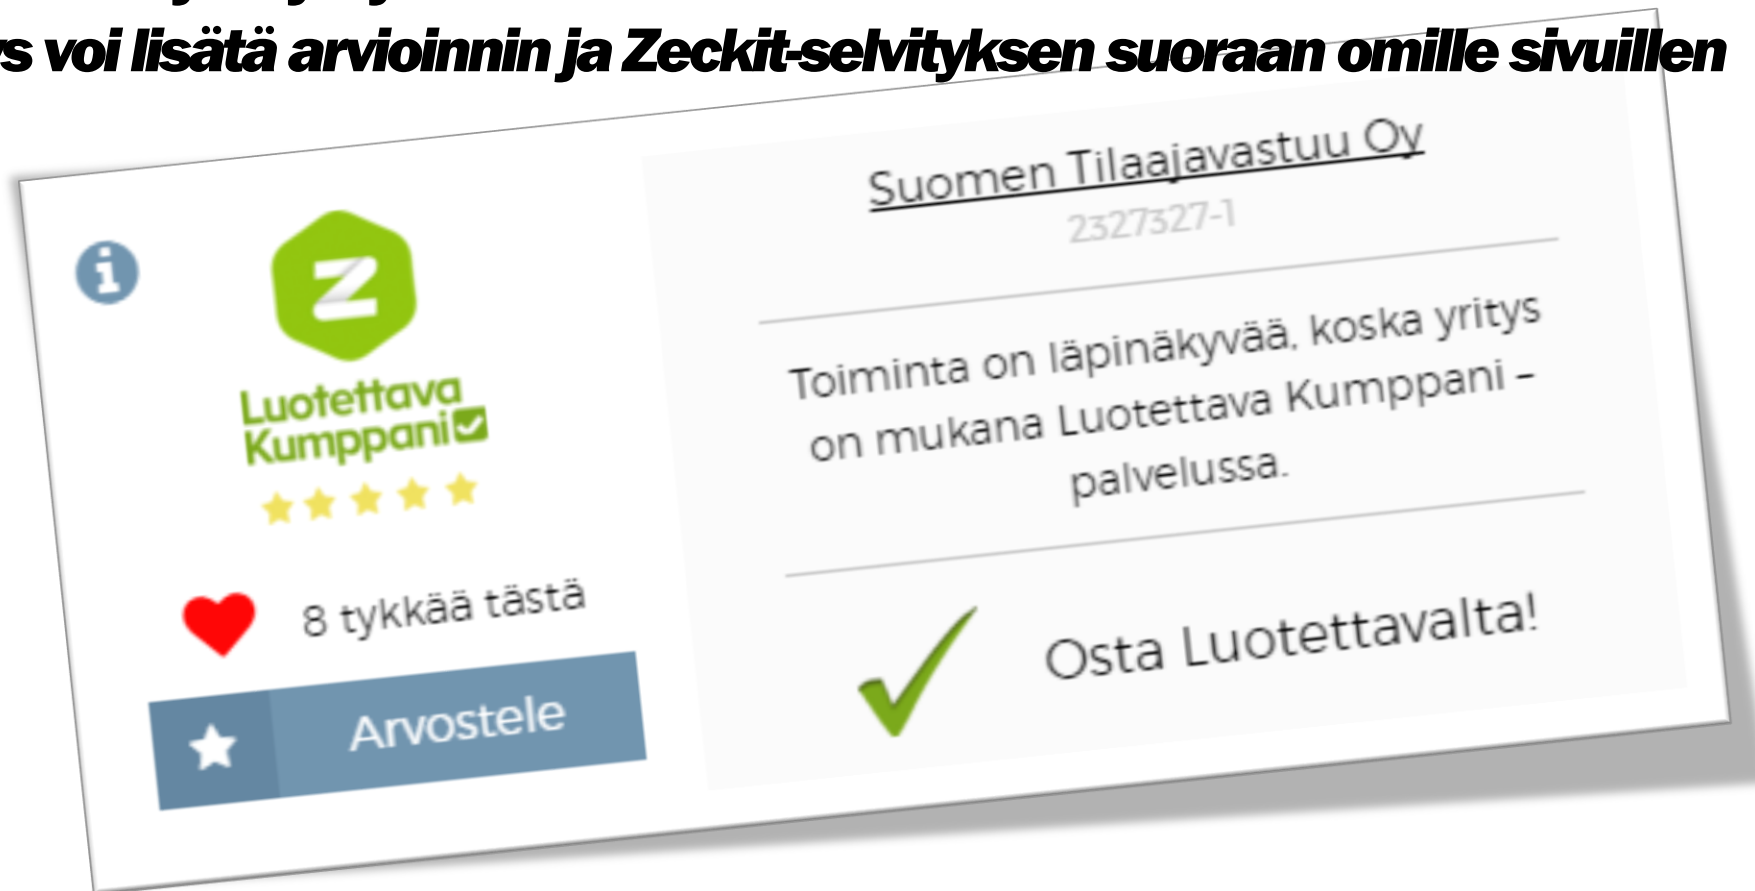 voi lisätä arvioinnin ja Zeckit-selvityksen suoraan omille sivuillen
Luotettava
Kumppani
8 tykkää tästä
Arvostele
Suomen Tilaajavastuu Oy
2327327-1
Toiminta on läpinäkyvää, koska yritys
on mukana Luotettava Kumppani –
palvelussa.
Osta Luotettavalta!